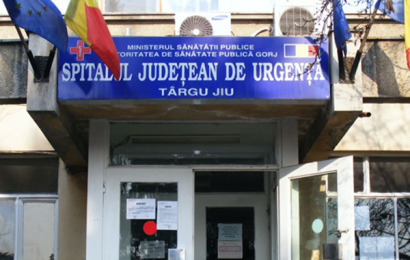 MINISTERUL SĂNĂTĂȚII PUBLICE
AUTORITATEA DE SĂNĂTATE PUBLICĂ GORJ
SPITALUL JUDEȚEAN DE URGENȚĂ
TÂRGU JIU